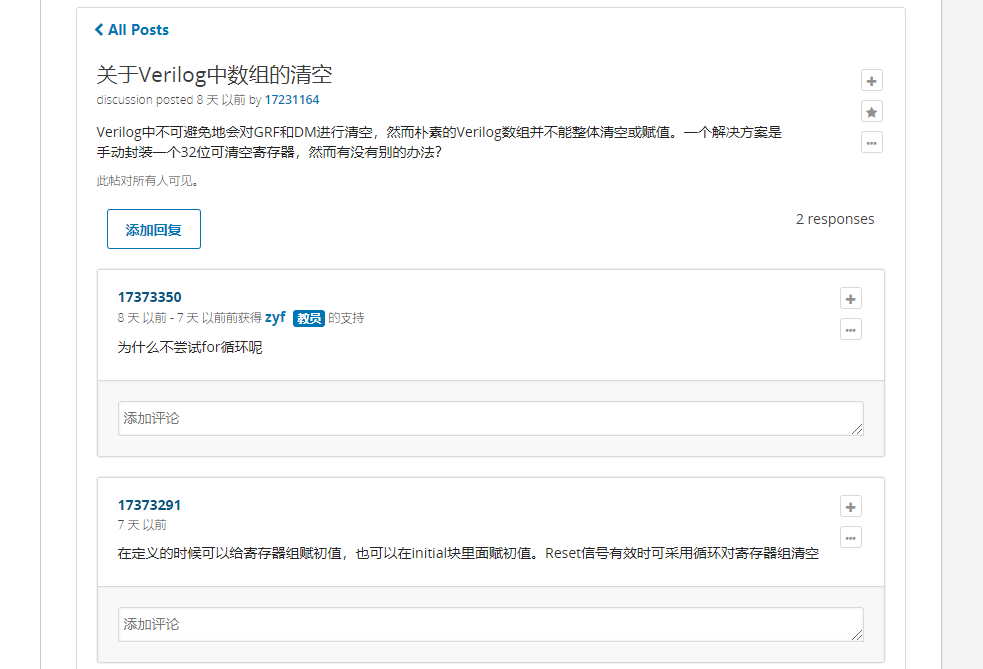 All Posts
关于Verilog中数组的清空
discussion posted 8 天 以前 by 17231164
Verilog中不可避免地会对GRF和DM进行清空，然而朴素的Verilog数组并不能整体清空或赋值。一个解决方案是
手动封装一个32位可清空寄存器，然而有没有别的办法？
此帖对所有人可见。
添加回复
2 responses
17373350
8 天 以前 - 7 天 以前前获得 zyf 教员 的支持
为什么不尝试for循环呢
添加评论
17373291
7 天 以前
在定义的时候可以给寄存器组赋初值，也可以在initial块里面赋初值。Reset信号有效时可采用循环对寄存器组清空
添加评论